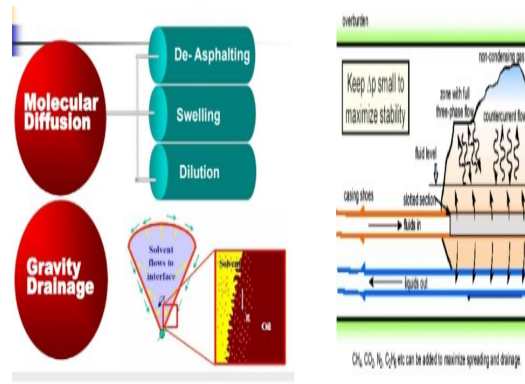 Molecular
Diffusion
De- Asphalting
Swelling
Dilution
Gravity
Drainage
Solvent
flows to
interface
Solvent
Oil
overburden
Keep Δp small to
maximize stability
non-condensing gas
zone with full
three-phase flow
countercurrent flow
fluid level
casing shoes
slotted section
fluids in
liquids out
CH₄, CO₂, N₂, C₂H₆ etc can be added to maximize spreading and drainage.